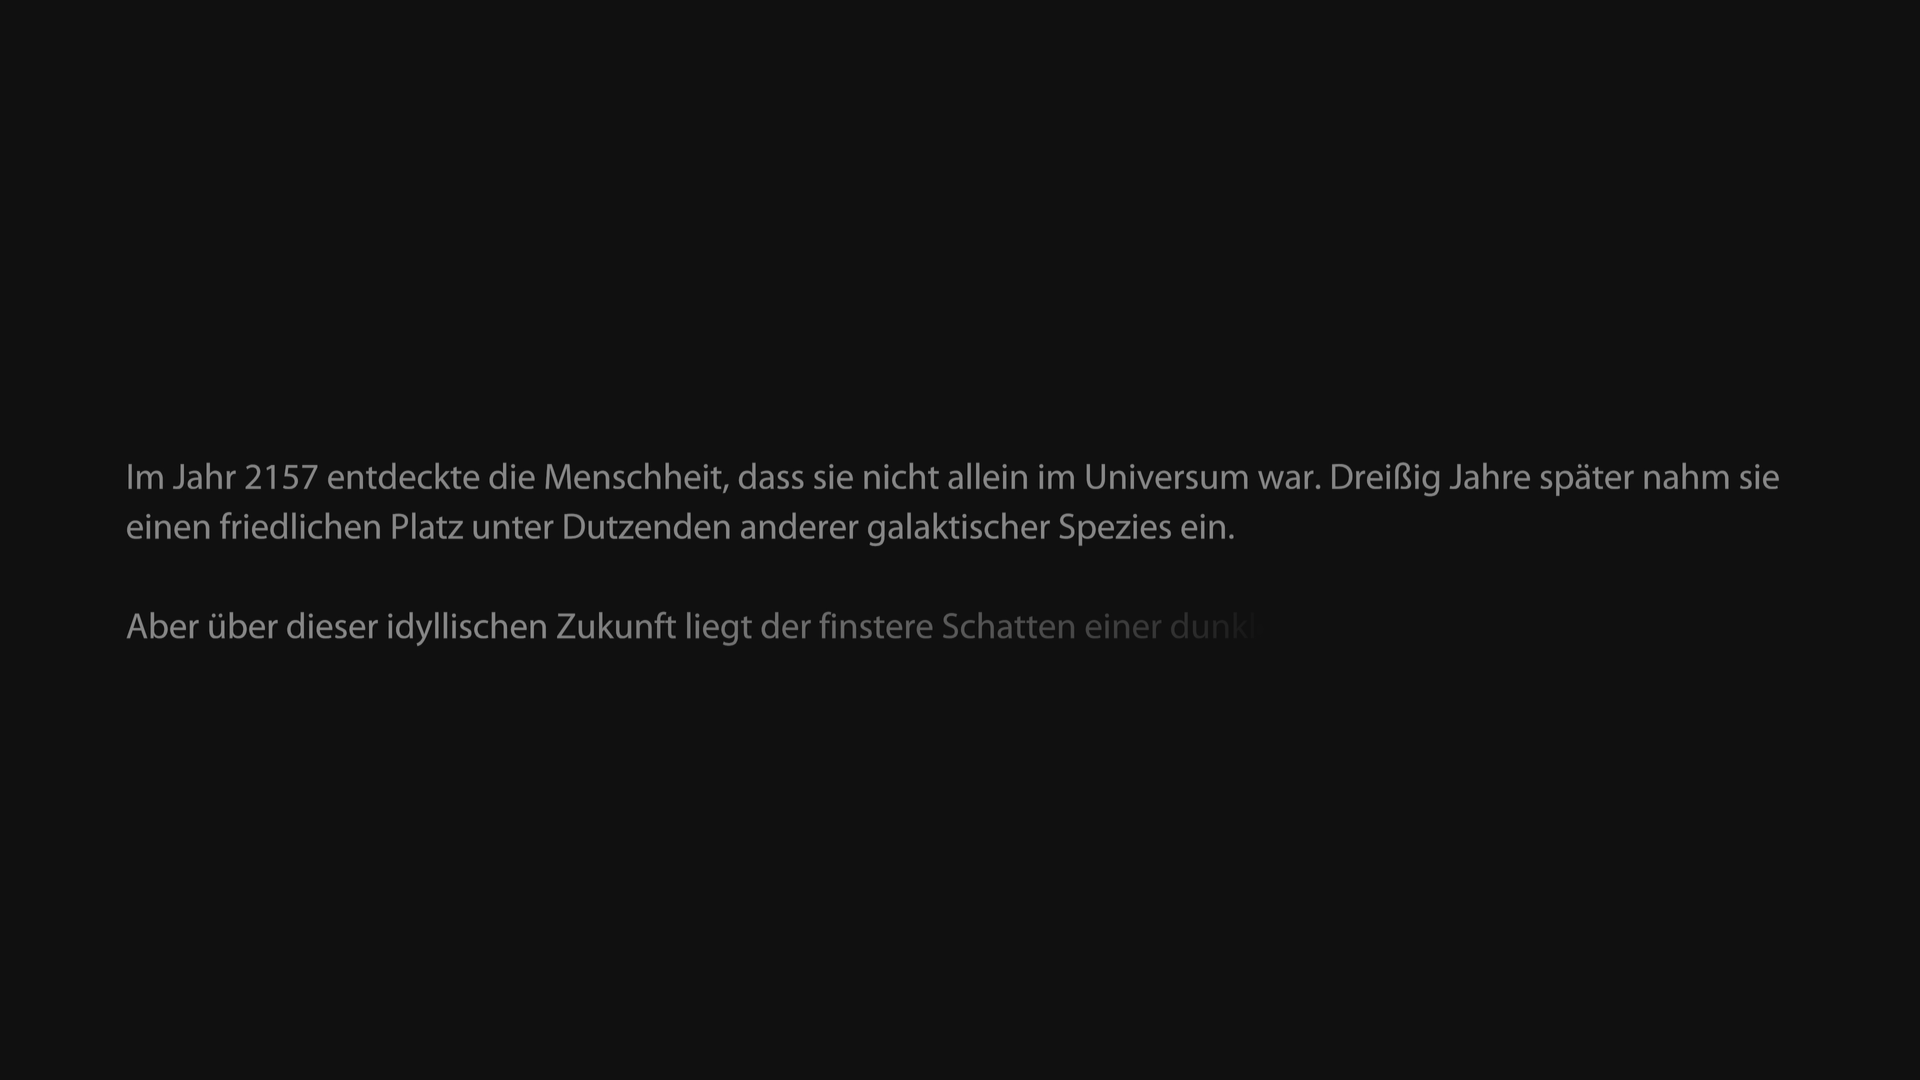 Im Jahr 2157 entdeckte die Menschheit, dass sie nicht allein im Universum war. Dreißig Jahre später nahm sie
einen friedlichen Platz unter Dutzenden anderer galaktischer Spezies ein.
Aber über dieser idyllischen Zukunft liegt der finstere Schatten einer